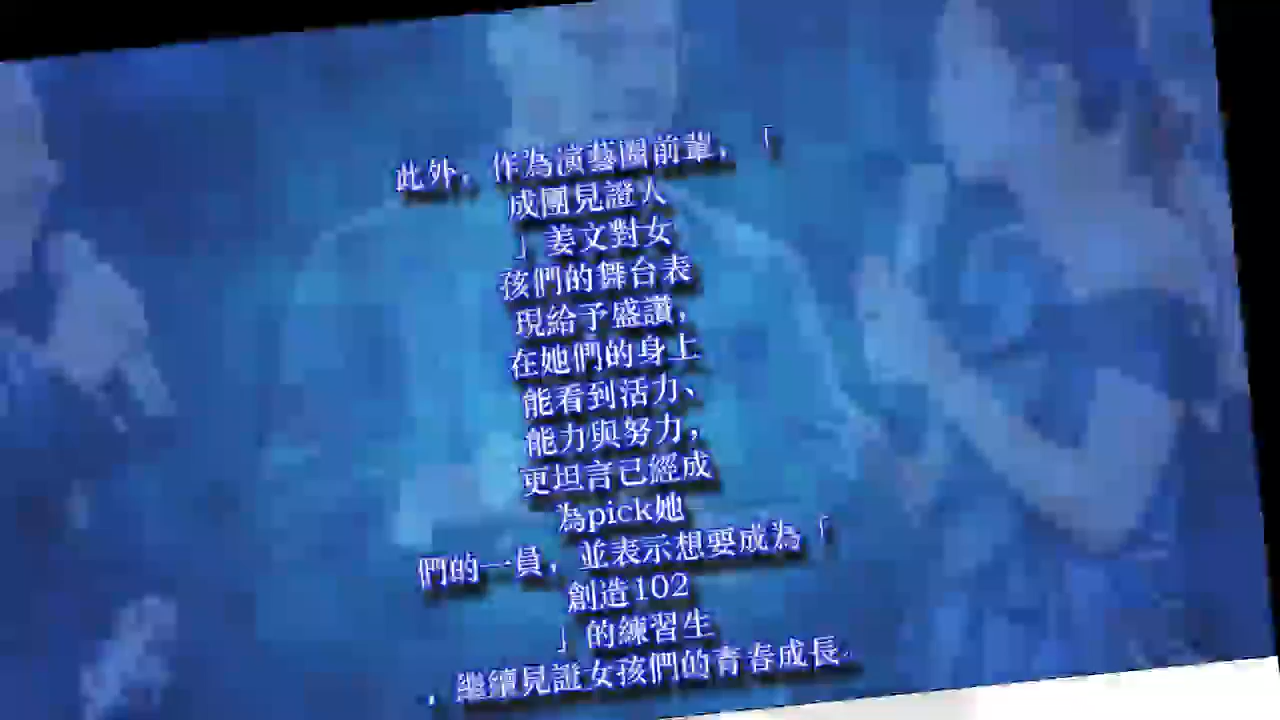 此外，作為演藝圈前輩，「
成團見證人
」姜文對女
孩們的舞台表
現給予盛讚，
在她們的身上
能看到活力、
能力與努力，
更坦言已經成
為pick她
們的一員，並表示想要成為「
創造102
」的練習生
，繼續見證女孩們的青春成長.